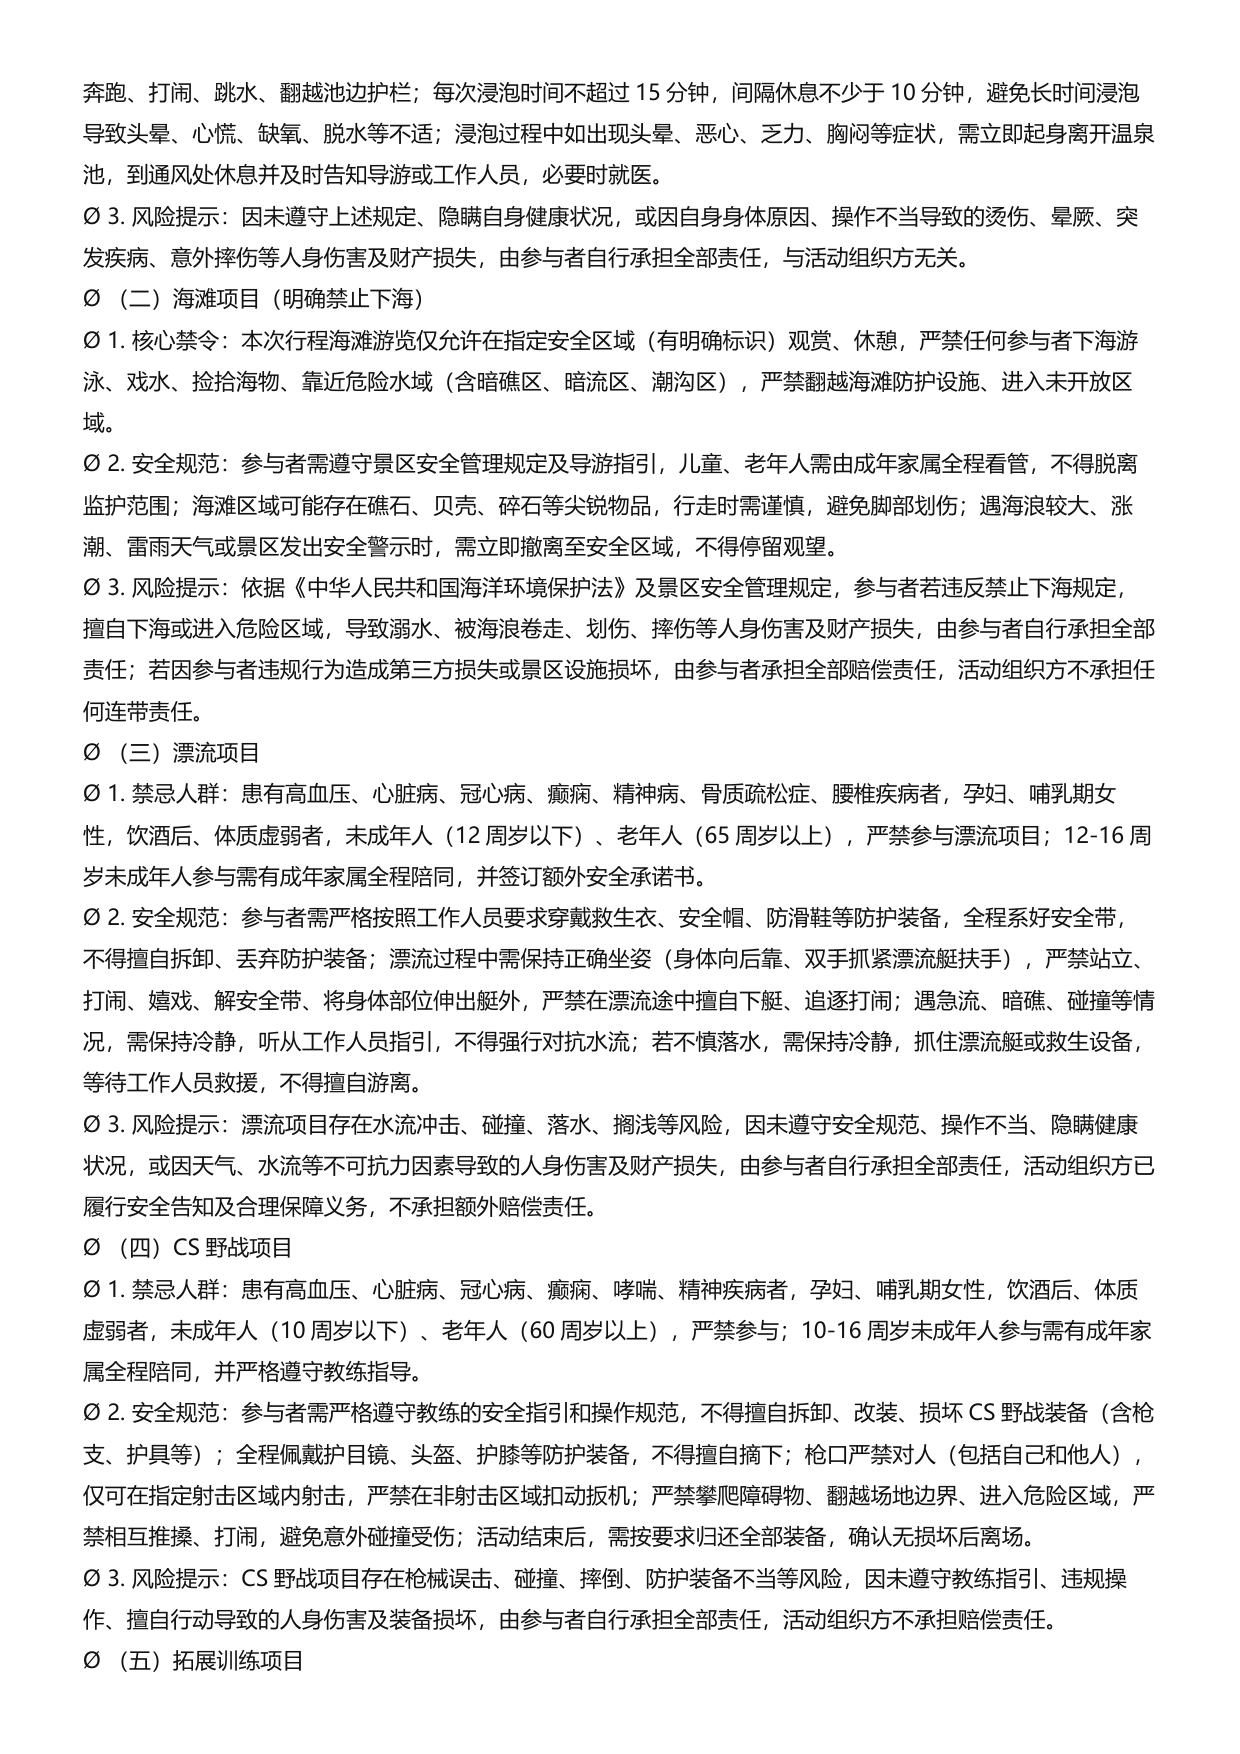 奔跑、打闹、跳水、翻越池边护栏；每次浸泡时间不超过 15 分钟，间隔休息不少于 10 分钟，避免长时间浸泡
导致头晕、心慌、缺氧、脱水等不适；浸泡过程中如出现头晕、恶心、乏力、胸闷等症状，需立即起身离开温泉
池，到通风处休息并及时告知导游或工作人员，必要时就医。
Ø 3. 风险提示：因未遵守上述规定、隐瞒自身健康状况，或因自身身体原因、操作不当导致的烫伤、晕厥、突
发疾病、意外摔伤等人身伤害及财产损失，由参与者自行承担全部责任，与活动组织方无关。
Ø （二）海滩项目（明确禁止下海）
Ø 1. 核心禁令：本次行程海滩游览仅允许在指定安全区域（有明确标识）观赏、休憩，严禁任何参与者下海游
泳、戏水、捡拾海物、靠近危险水域（含暗礁区、暗流区、潮沟区），严禁翻越海滩防护设施、进入未开放区
域。
Ø 2. 安全规范：参与者需遵守景区安全管理规定及导游指引，儿童、老年人需由成年家属全程看管，不得脱离
监护范围；海滩区域可能存在礁石、贝壳、碎石等尖锐物品，行走时需谨慎，避免脚部划伤；遇海浪较大、涨
潮、雷雨天气或景区发出安全警示时，需立即撤离至安全区域，不得停留观望。
Ø 3. 风险提示：依据《中华人民共和国海洋环境保护法》及景区安全管理规定，参与者若违反禁止下海规定，
擅自下海或进入危险区域，导致溺水、被海浪卷走、划伤、摔伤等人身伤害及财产损失，由参与者自行承担全部
责任；若因参与者违规行为造成第三方损失或景区设施损坏，由参与者承担全部赔偿责任，活动组织方不承担任
何连带责任。
Ø （三）漂流项目
Ø 1. 禁忌人群：患有高血压、心脏病、冠心病、癫痫、精神病、骨质疏松症、腰椎疾病者，孕妇、哺乳期女
性，饮酒后、体质虚弱者，未成年人（12 周岁以下）、老年人（65 周岁以上），严禁参与漂流项目；12-16 周
岁未成年人参与需有成年家属全程陪同，并签订额外安全承诺书。
Ø 2. 安全规范：参与者需严格按照工作人员要求穿戴救生衣、安全帽、防滑鞋等防护装备，全程系好安全带，
不得擅自拆卸、丢弃防护装备；漂流过程中需保持正确坐姿（身体向后靠、双手抓紧漂流艇扶手），严禁站立、
打闹、嬉戏、解安全带、将身体部位伸出艇外，严禁在漂流途中擅自下艇、追逐打闹；遇急流、暗礁、碰撞等情
况，需保持冷静，听从工作人员指引，不得强行对抗水流；若不慎落水，需保持冷静，抓住漂流艇或救生设备，
等待工作人员救援，不得擅自游离。
Ø 3. 风险提示：漂流项目存在水流冲击、碰撞、落水、搁浅等风险，因未遵守安全规范、操作不当、隐瞒健康
状况，或因天气、水流等不可抗力因素导致的人身伤害及财产损失，由参与者自行承担全部责任，活动组织方已
履行安全告知及合理保障义务，不承担额外赔偿责任。
Ø （四）CS 野战项目
Ø 1. 禁忌人群：患有高血压、心脏病、冠心病、癫痫、哮喘、精神疾病者，孕妇、哺乳期女性，饮酒后、体质
虚弱者，未成年人（10 周岁以下）、老年人（60 周岁以上），严禁参与；10-16 周岁未成年人参与需有成年家
属全程陪同，并严格遵守教练指导。
Ø 2. 安全规范：参与者需严格遵守教练的安全指引和操作规范，不得擅自拆卸、改装、损坏 CS 野战装备（含枪
支、护具等）；全程佩戴护目镜、头盔、护膝等防护装备，不得擅自摘下；枪口严禁对人（包括自己和他人），
仅可在指定射击区域内射击，严禁在非射击区域扣动扳机；严禁攀爬障碍物、翻越场地边界、进入危险区域，严
禁相互推搡、打闹，避免意外碰撞受伤；活动结束后，需按要求归还全部装备，确认无损坏后离场。
Ø 3. 风险提示：CS 野战项目存在枪械误击、碰撞、摔倒、防护装备不当等风险，因未遵守教练指引、违规操
作、擅自行动导致的人身伤害及装备损坏，由参与者自行承担全部责任，活动组织方不承担赔偿责任。
Ø （五）拓展训练项目